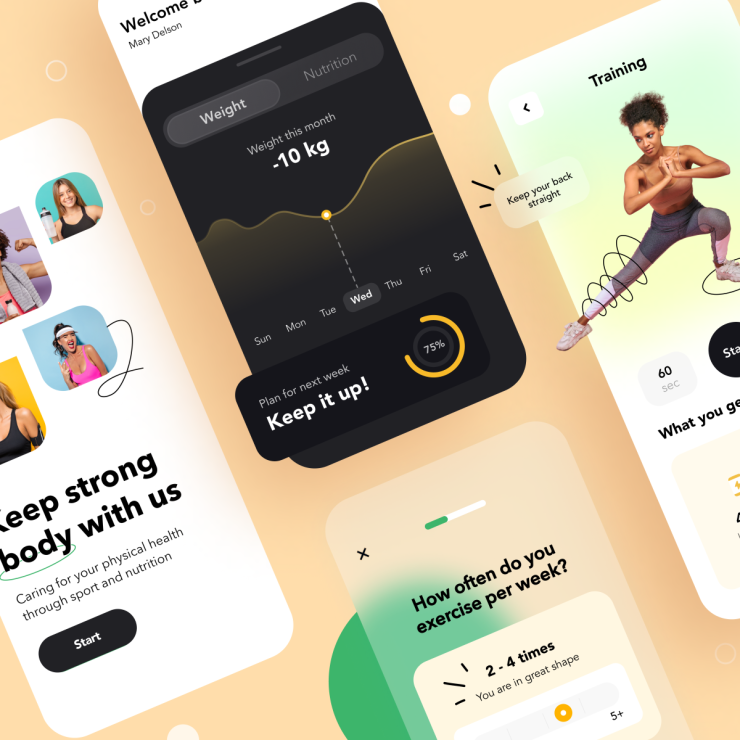 Welcome b
Mary Delson
Weight
Nutrition
Weight this month
-10 kg
Sun
Mon
Tue
Wed
Thu
Fri
Sat
Plan for next week
Keep it up!
75%
Keep strong
body with us
Caring for your physical health
through sport and nutrition
Start
Training
Keep your back
straight
60
sec
Sta
What you ge
How often do you
exercise per week?
2 - 4 times
You are in great shape
5+